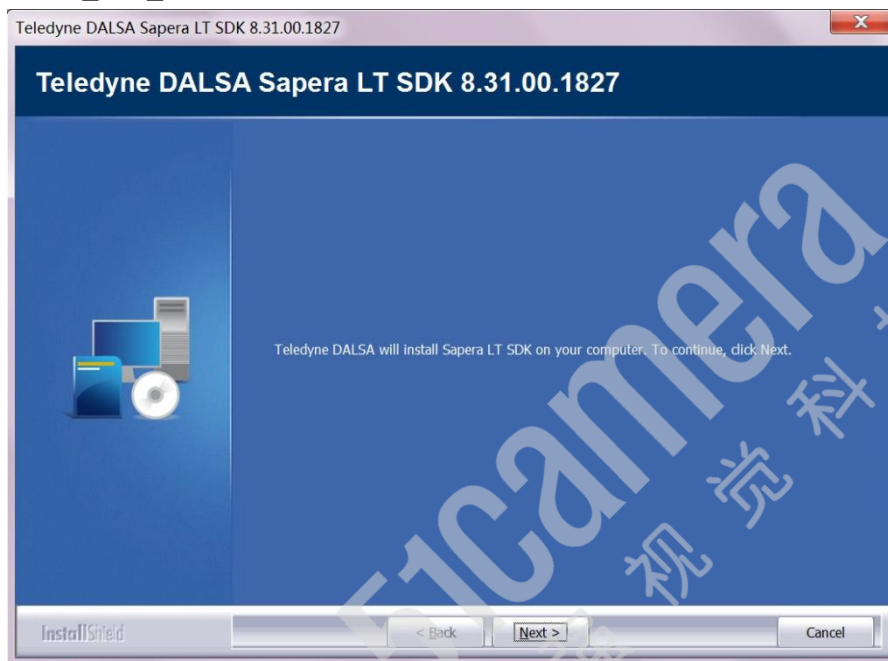 Teledyne DALSA Sapera LT SDK 8.31.00.1827
Teledyne DALSA Sapera LT SDK 8.31.00.1827
Teledyne DALSA will install Sapera LT SDK on your computer. To continue, click Next.
51camera
视觉科
InstallShield
< Back
Next >
Cancel